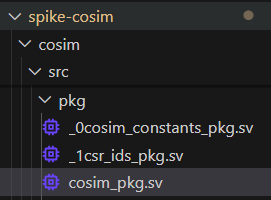 spike-cosim
cosim
src
pkg
_0cosim_constants_pkg.sv
_1csr_ids_pkg.sv
cosim_pkg.sv